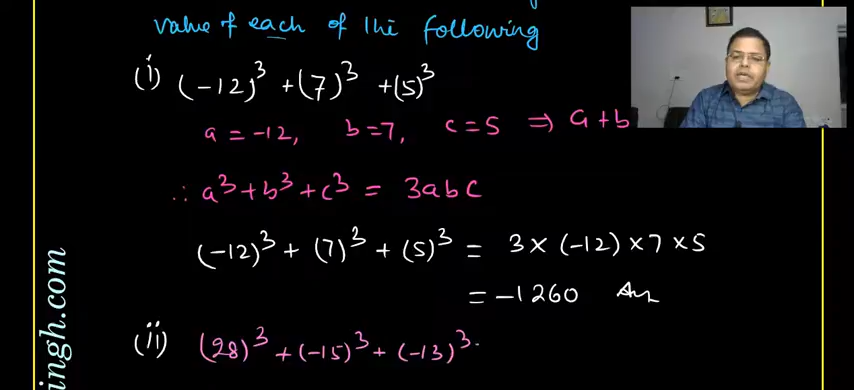 value of each of the following
(i) (-12)³ + (7)³ + (5)³
a = -12, b = 7, c = 5 ⇒ a + b
∴ a³ + b³ + c³ = 3abc
(-12)³ + (7)³ + (5)³ = 3 × (-12) × 7 × 5
= -1260 Ans
(ii) (28)³ + (-15)³ + (-13)³.
ingh.com